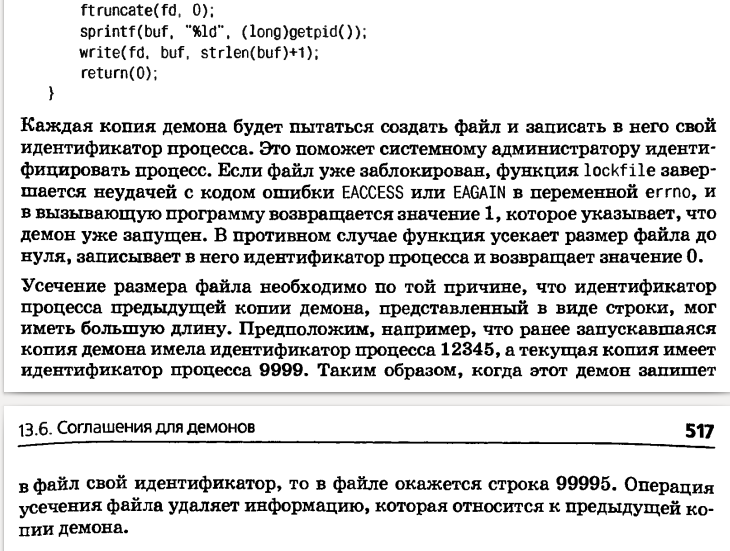 ftruncate(fd, 0);
sprintf(buf, "%ld", (long)getpid());
write(fd, buf, strlen(buf)+1);
return(0);
}
Каждая копия демона будет пытаться создать файл и записать в него свой
идентификатор процесса. Это поможет системному администратору иденти-
фицировать процесс. Если файл уже заблокирован, функция lockfile завер-
шается неудачей с кодом ошибки EACCESS или EAGAIN в переменной errno, и
в вызывающую программу возвращается значение 1, которое указывает, что
демон уже запущен. В противном случае функция усекает размер файла до
нуля, записывает в него идентификатор процесса и возвращает значение 0.
Усечение размера файла необходимо по той причине, что идентификатор
процесса предыдущей копии демона, представленный в виде строки, мог
иметь большую длину. Предположим, например, что ранее запускавшаяся
копия демона имела идентификатор процесса 12345, а текущая копия имеет
идентификатор процесса 9999. Таким образом, когда этот демон запишет
13.6. Соглашения для демонов 517
в файл свой идентификатор, то в файле окажется строка 99995. Операция
усечения файла удаляет информацию, которая относится к предыдущей ко-
пии демона.